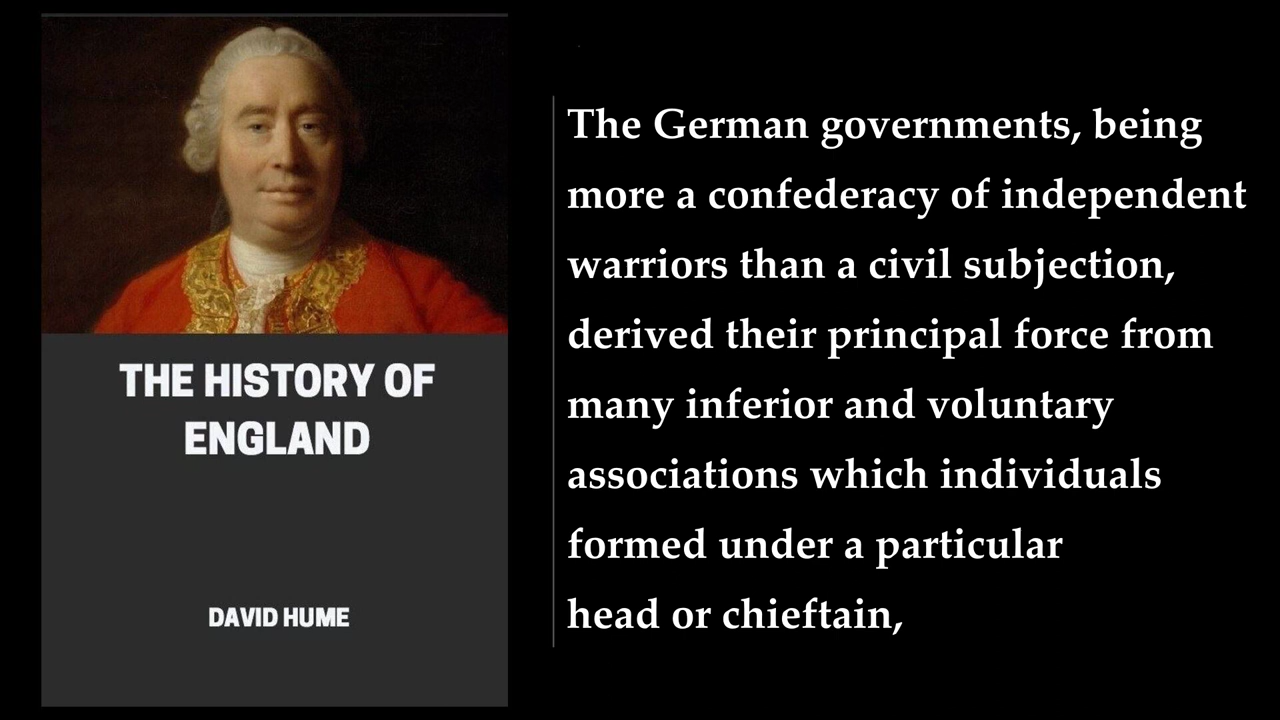 THE HISTORY OF
ENGLAND
DAVID HUME
The German governments, being
more a confederacy of independent
warriors than a civil subjection,
derived their principal force from
many inferior and voluntary
associations which individuals
formed under a particular
head or chieftain,